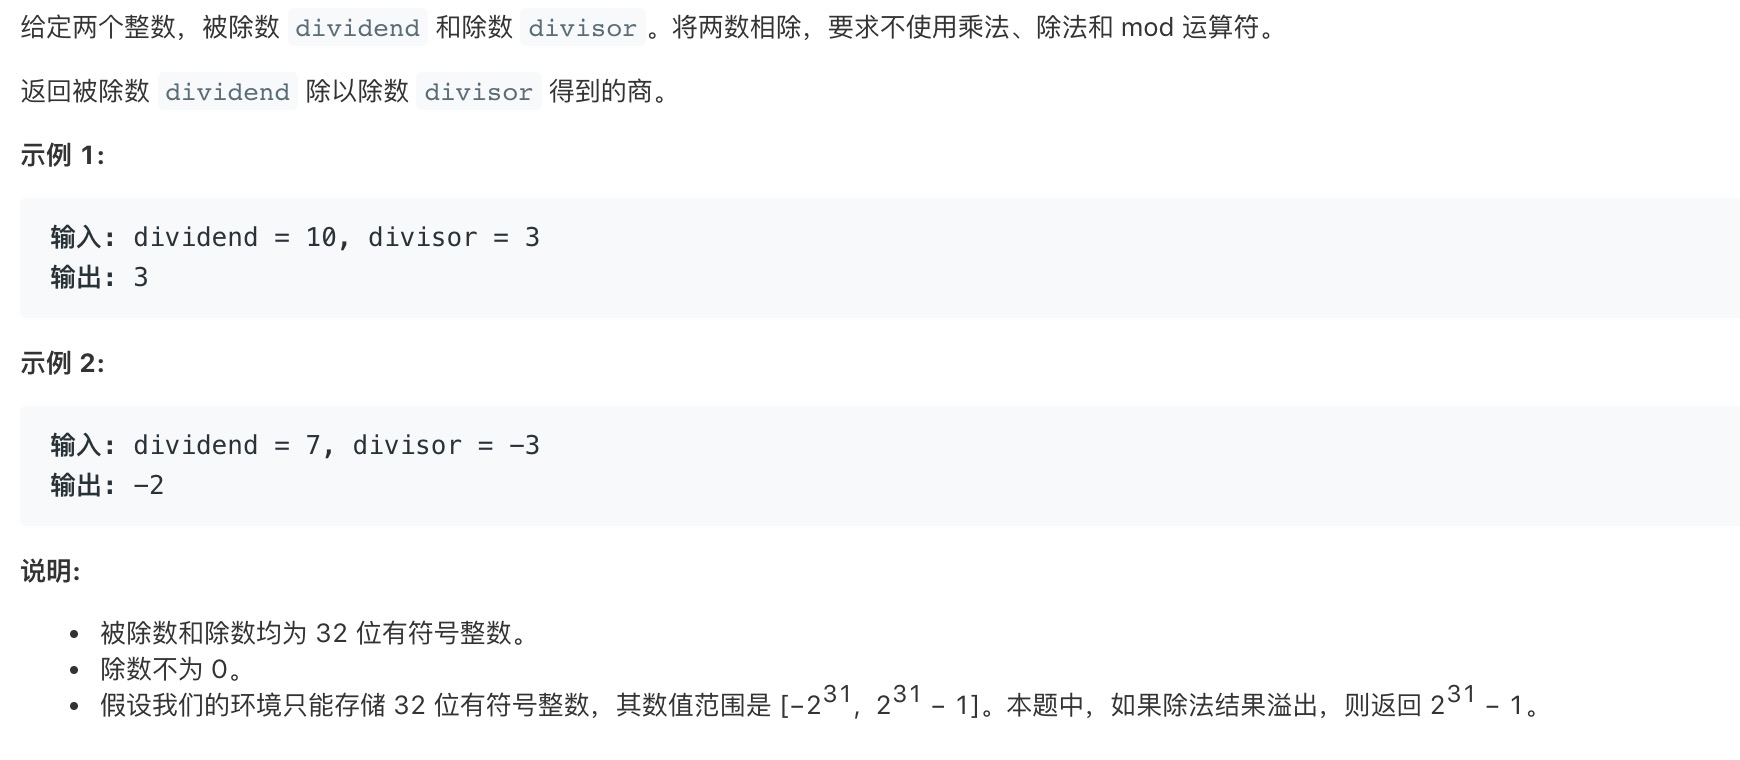 给定两个整数，被除数 dividend 和除数 divisor。将两数相除，要求不使用乘法、除法和 mod 运算符。
返回被除数 dividend 除以除数 divisor 得到的商。
示例 1:
输入: dividend = 10, divisor = 3
输出: 3
示例 2:
输入: dividend = 7, divisor = -3
输出: -2
说明:
• 被除数和除数均为 32 位有符号整数。
• 除数不为 0。
• 假设我们的环境只能存储 32 位有符号整数，其数值范围是 [−2^31, 2^31 − 1]。本题中，如果除法结果溢出，则返回 2^31 − 1。